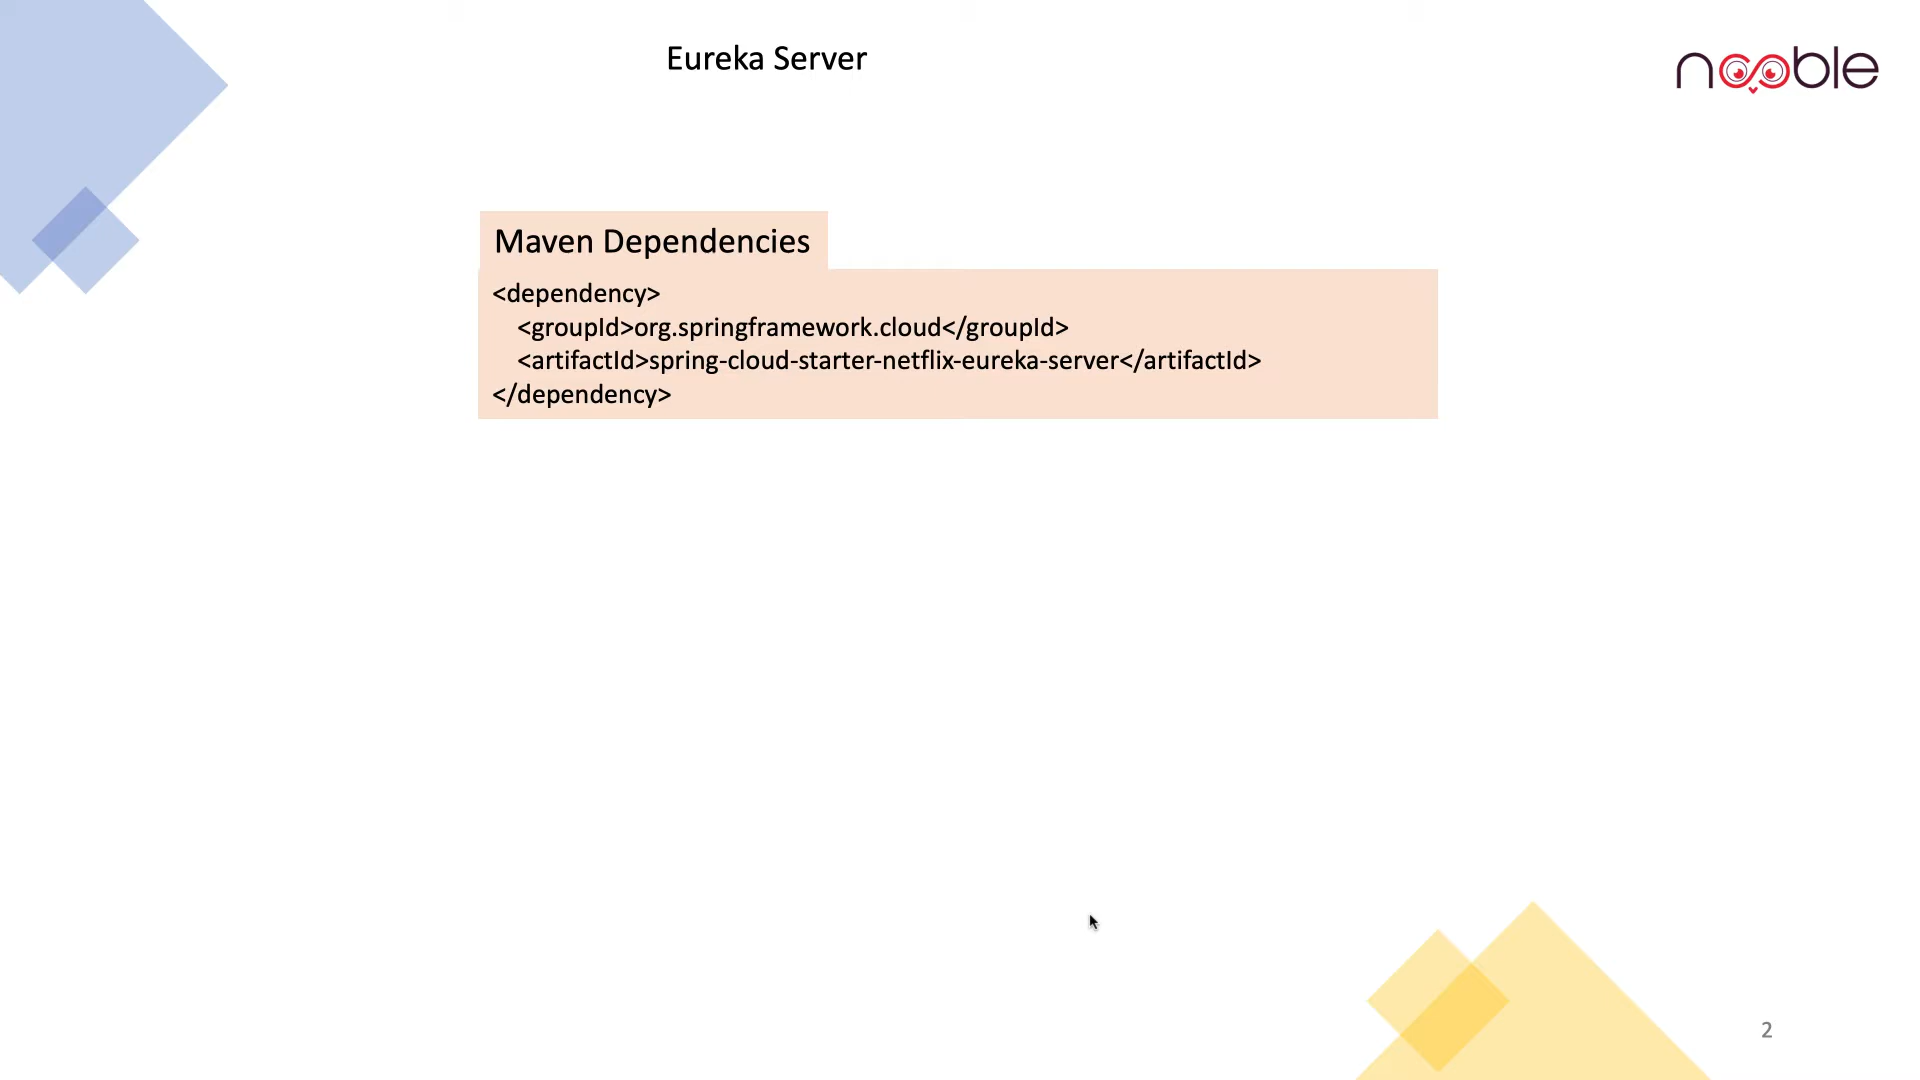 Eureka Server
nooble
Maven Dependencies
<dependency>
<groupId>org.springframework.cloud</groupId>
<artifactId>spring-cloud-starter-netflix-eureka-server</artifactId>
</dependency>
2